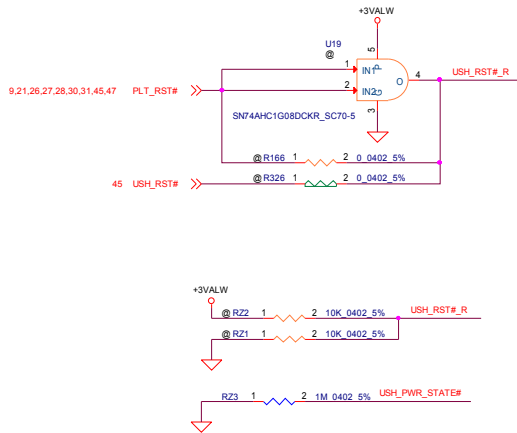 +3VALW
U19
@
5
1
IN1
P
4
USH_RST#_R
O
9,21,26,27,28,30,31,45,47 PLT_RST#
2
IN2
G
3
SN74AHC1G08DCKR_SC70-5
@ R166 1 2 0_0402_5%
45 USH_RST#
@ R326 1 2 0_0402_5%
+3VALW
@ RZ2 1 2 10K_0402_5% USH_RST#_R
@ RZ1 1 2 10K_0402_5%
RZ3 1 2 1M_0402_5% USH_PWR_STATE#